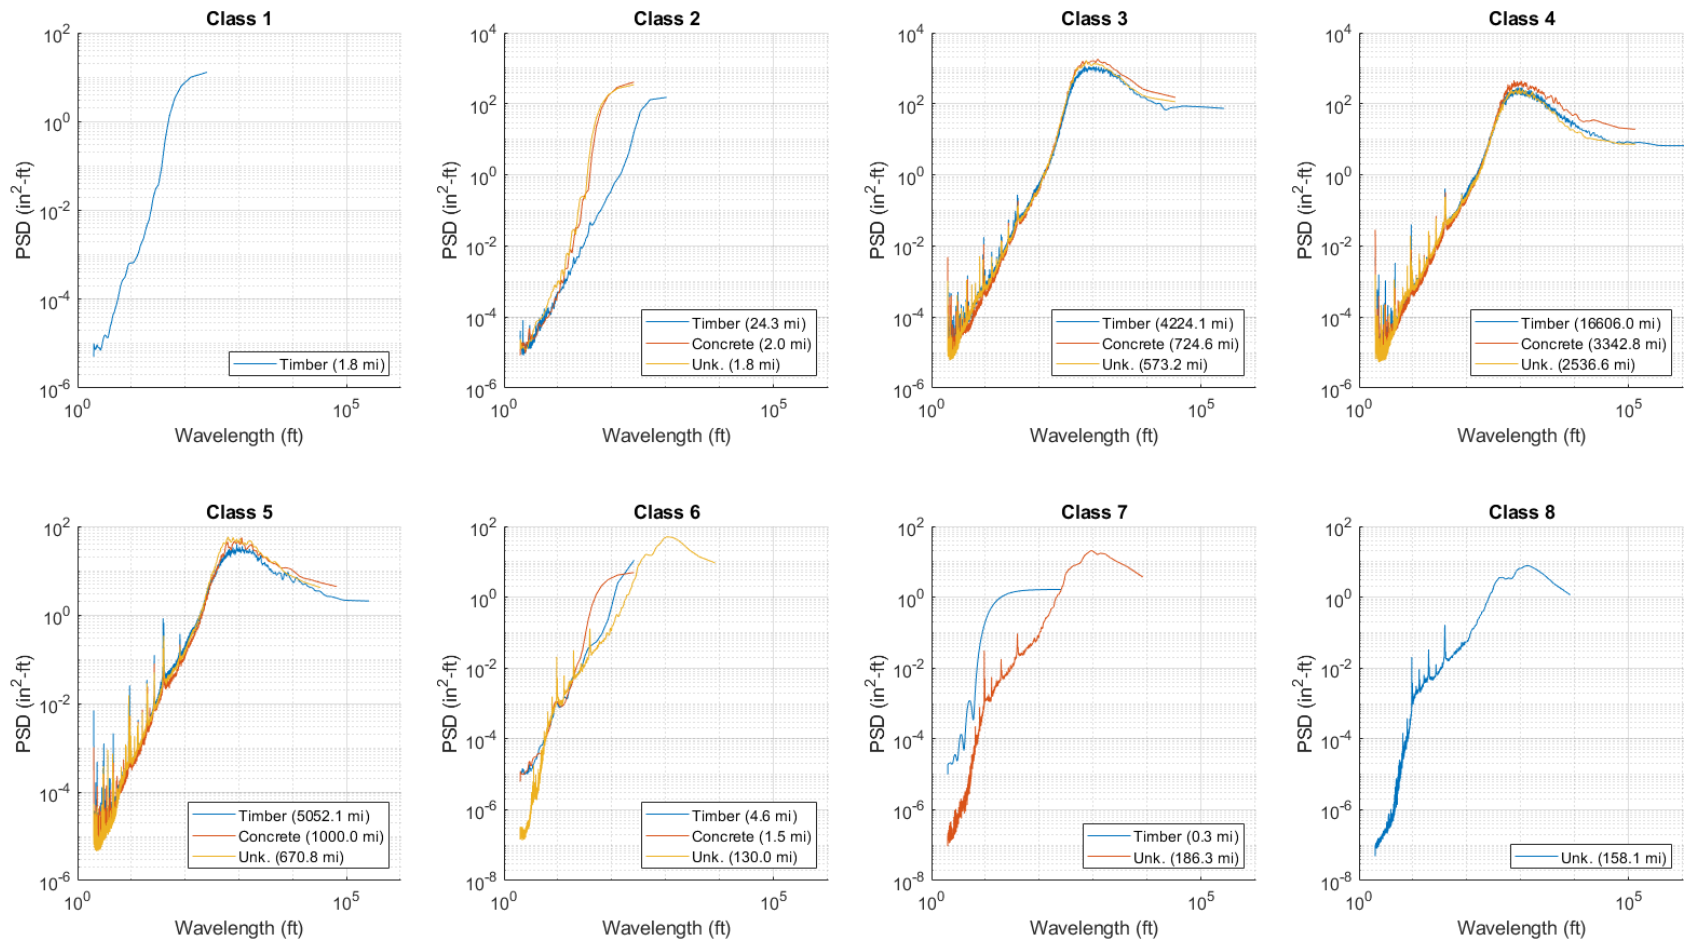 Class 1
10^2
10^0
10^-2
10^-4
10^-6
PSD (in^2-ft)
Timber (1.8 mi)
10^0
10^5
Wavelength (ft)
Class 2
10^4
10^2
10^0
10^-2
10^-4
10^-6
PSD (in^2-ft)
Timber (24.3 mi)
Concrete (2.0 mi)
Unk. (1.8 mi)
10^0
10^5
Wavelength (ft)
Class 3
10^4
10^2
10^0
10^-2
10^-4
10^-6
PSD (in^2-ft)
Timber (4224.1 mi)
Concrete (724.6 mi)
Unk. (573.2 mi)
10^0
10^5
Wavelength (ft)
Class 4
10^4
10^2
10^0
10^-2
10^-4
10^-6
PSD (in^2-ft)
Timber (16606.0 mi)
Concrete (3342.8 mi)
Unk. (2536.6 mi)
10^0
10^5
Wavelength (ft)
Class 5
10^2
10^0
10^-2
10^-4
10^-6
PSD (in^2-ft)
Timber (5052.1 mi)
Concrete (1000.0 mi)
Unk. (670.8 mi)
10^0
10^5
Wavelength (ft)
Class 6
10^2
10^0
10^-2
10^-4
10^-6
10^-8
PSD (in^2-ft)
Timber (4.6 mi)
Concrete (1.5 mi)
Unk. (130.0 mi)
10^0
10^5
Wavelength (ft)
Class 7
10^2
10^0
10^-2
10^-4
10^-6
10^-8
PSD (in^2-ft)
Timber (0.3 mi)
Unk. (186.3 mi)
10^0
10^5
Wavelength (ft)
Class 8
10^2
10^0
10^-2
10^-4
10^-6
10^-8
PSD (in^2-ft)
Unk. (158.1 mi)
10^0
10^5
Wavelength (ft)